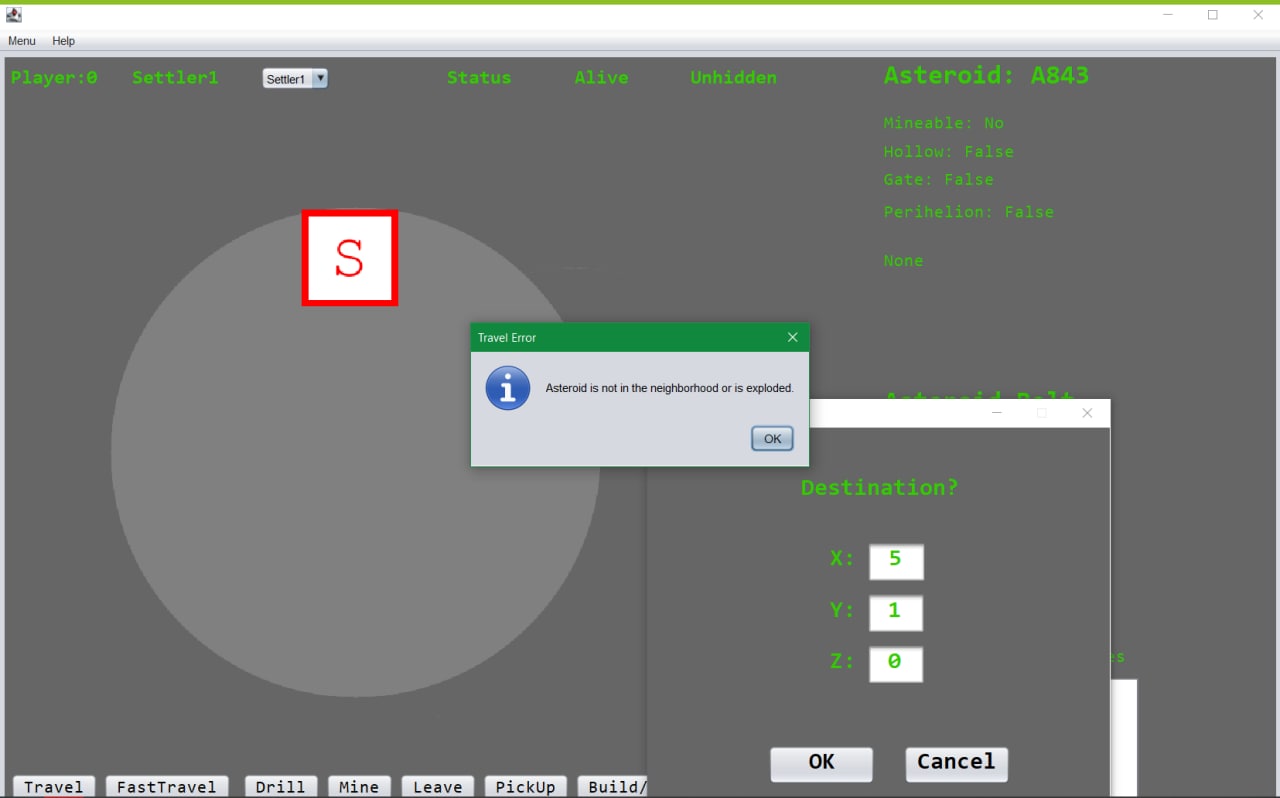 Menu Help
Player:0 Settler1 Settler1 Status Alive Unhidden Asteroid: A843
Mineable: No
Hollow: False
Gate: False
Perihelion: False
S
None
Travel Error
Asteroid is not in the neighborhood or is exploded.
OK
Destination?
X: 5
Y: 1
Z: 0
OK Cancel
Travel FastTravel Drill Mine Leave PickUp Build/